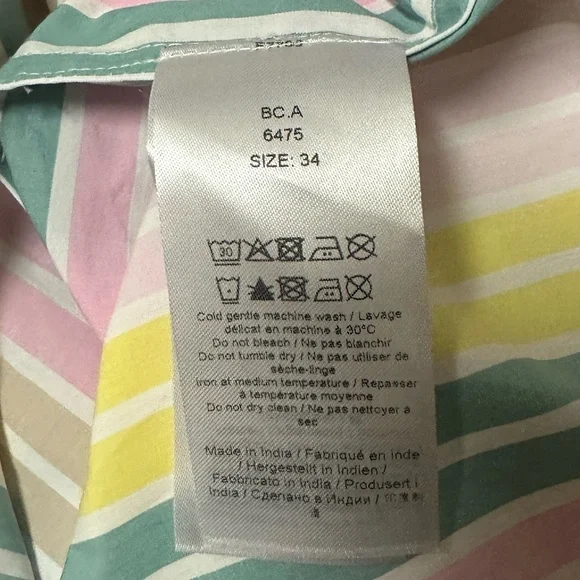 BC.A
6475
SIZE: 34
30
Cold gentle machine wash / Lavage
délicat en machine à 30°C
Do not bleach / Ne pas blanchir
Do not tumble dry / Ne pas utiliser de
sèche-linge
Iron at medium temperature / Repasser
à température moyenne
Do not dry clean / Ne pas nettoyer a
sec
Made in India / Fabriqué en inde
/ Hergestellt in Indien /
Fabbricato in India / Produsert i
India / Сделано в Индии / 印